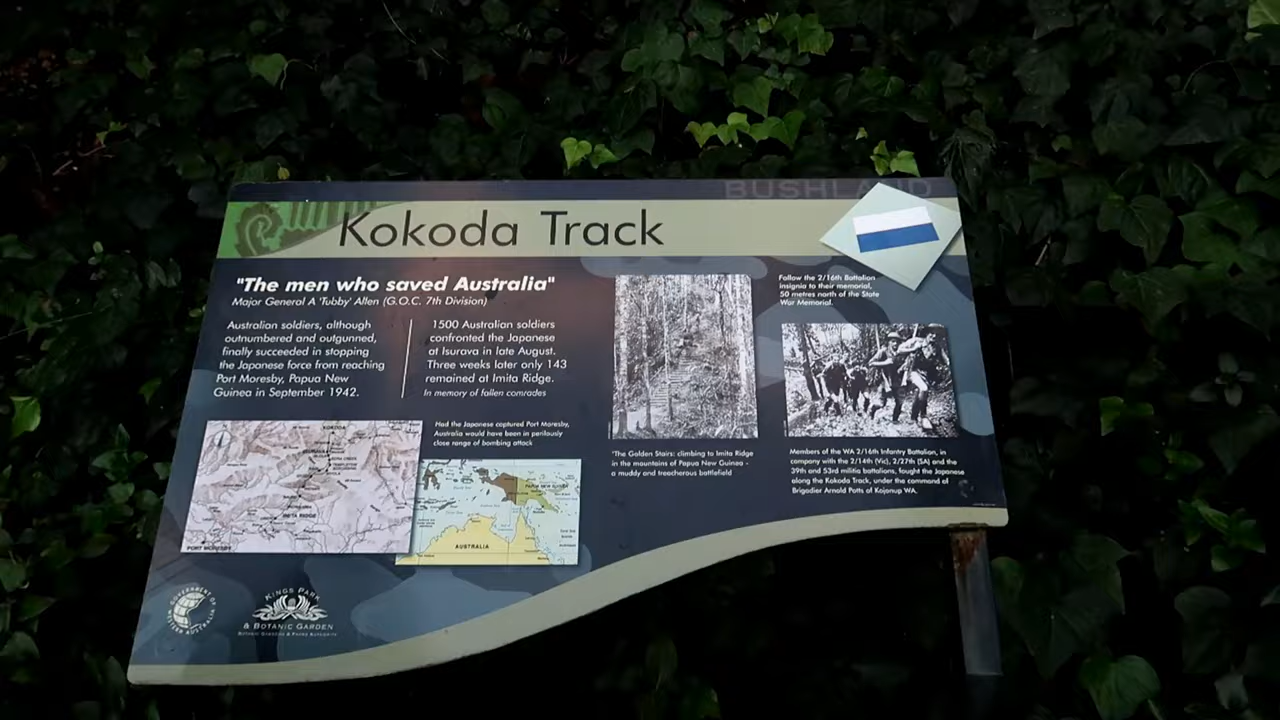 BUSHLAND
Kokoda Track
"The men who saved Australia"
Major General A 'Tubby' Allen (G.O.C. 7th Division)
Australian soldiers, although
outnumbered and outgunned,
finally succeeded in stopping
the Japanese force from reaching
Port Moresby, Papua New
Guinea in September 1942.
1500 Australian soldiers
confronted the Japanese
at Isurava in late August.
Three weeks later only 143
remained at Imita Ridge.
In memory of fallen comrades
Had the Japanese captured Port Moresby,
Australia would have been in perilously
close range of bombing attack
KOKODA
IMITA RIDGE
PORT MORESBY
PAPUA NEW GUINEA
AUSTRALIA
'The Golden Stairs: climbing to Imita Ridge
in the mountains of Papua New Guinea -
a muddy and treacherous battlefield
Follow the 2/16th Battalion
insignia to their memorial,
50 metres north of the State
War Memorial.
Members of the WA 2/16th Infantry Battalion, in
company with the 2/14th (Vic), 2/27th (SA) and the
39th and 53rd militia battalions, fought the Japanese
along the Kokoda Track, under the command of
Brigadier Arnold Potts of Kojonup WA.
GOVERNMENT OF
WESTERN AUSTRALIA
KINGS PARK
& BOTANIC GARDEN
BOTANIC GARDENS & PARKS AUTHORITY